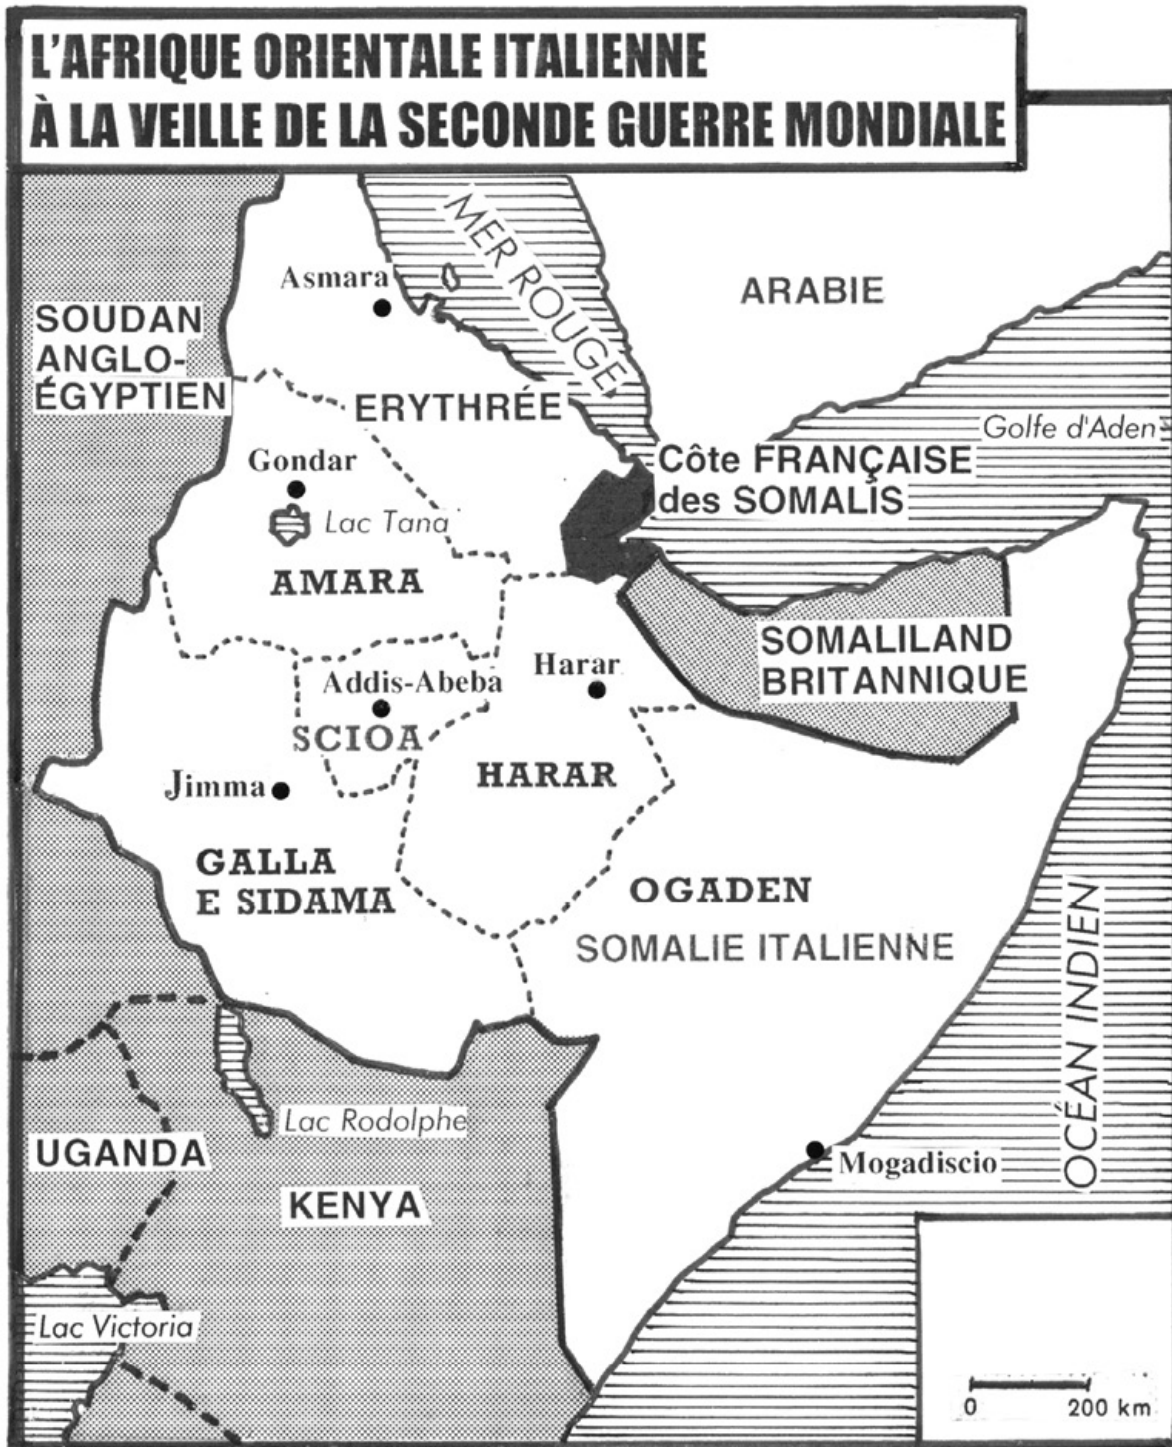 L'AFRIQUE ORIENTALE ITALIENNE
À LA VEILLE DE LA SECONDE GUERRE MONDIALE
MER ROUGE
Asmara
ARABIE
SOUDAN
ANGLO-
ÉGYPTIEN
ERYTHRÉE
Golfe d'Aden
Gondar
Côte FRANÇAISE
des SOMALIS
Lac Tana
AMARA
SOMALILAND
BRITANNIQUE
Harar
Addis-Abeba
SCIOA
HARAR
Jimma
GALLA
E SIDAMA
OGADEN
SOMALIE ITALIENNE
OCÉAN INDIEN
Lac Rodolphe
UGANDA
Mogadiscio
KENYA
Lac Victoria
0 200 km